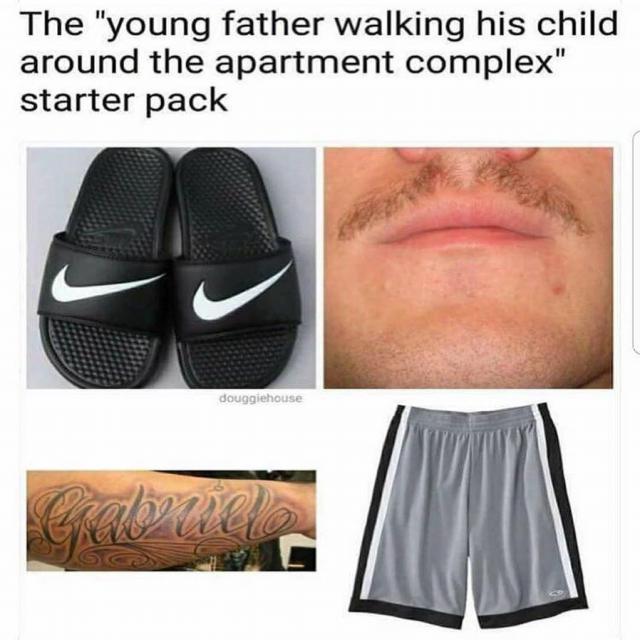 The "young father walking his child
around the apartment complex"
starter pack
douggiehouse
Gabriel